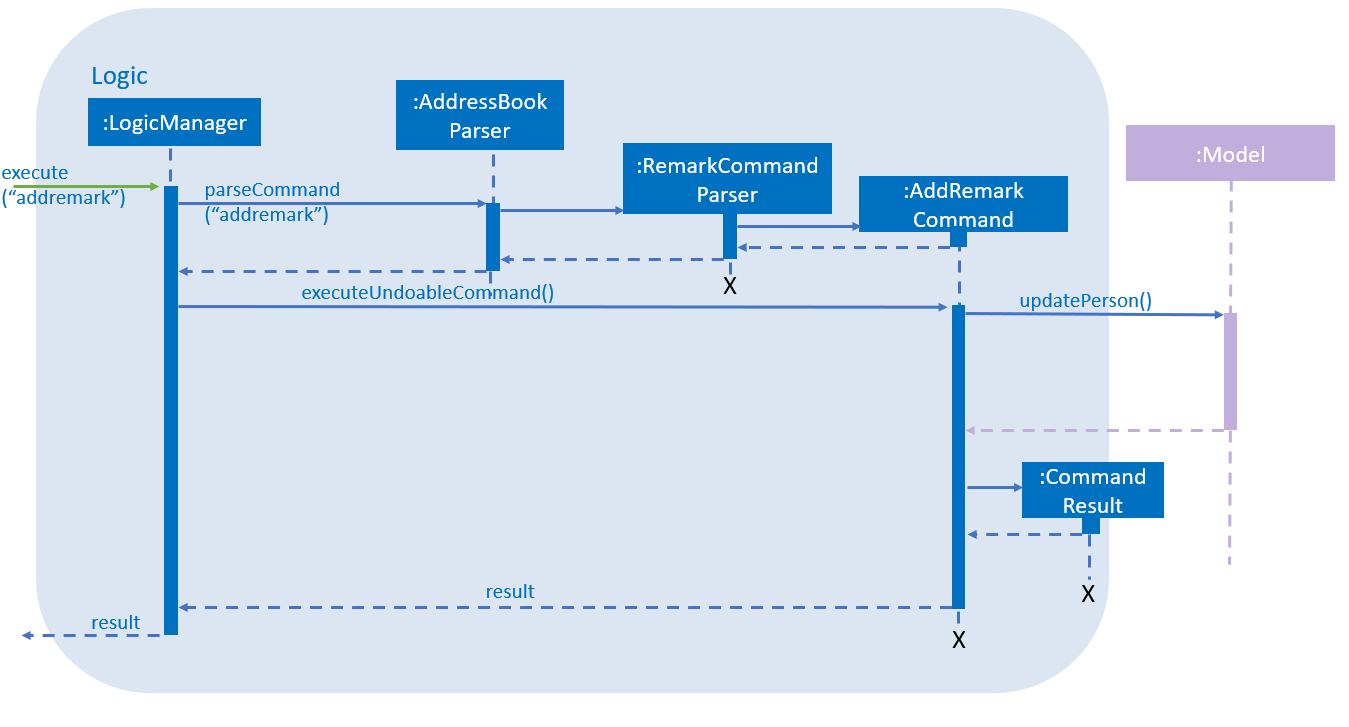 Logic
:LogicManager
:AddressBook
Parser
:RemarkCommand
Parser
:AddRemark
Command
:Model
execute
(“addremark”)
parseCommand
(“addremark”)
X
executeUndoableCommand()
updatePerson()
:Command
Result
X
result
result
X